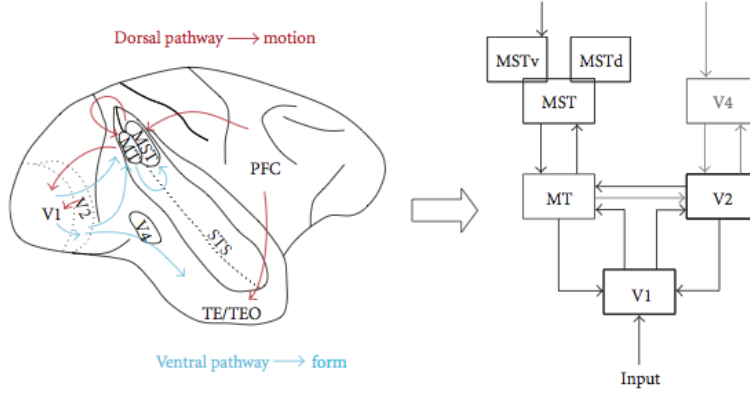 Dorsal pathway → motion
MST
MT
PFC
V1
V2
V4
STS
TE/TEO
Ventral pathway → form
MSTv
MSTd
MST
V4
MT
V2
V1
Input